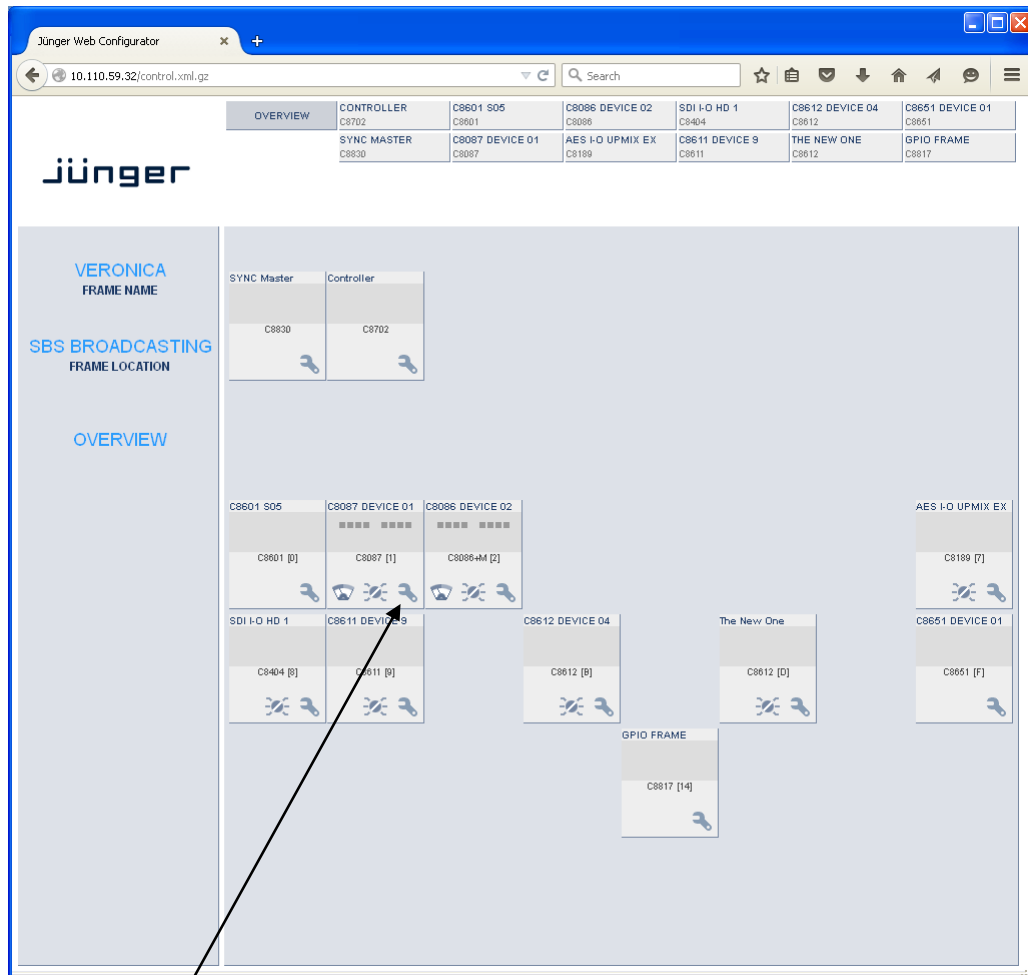 Jünger Web Configurator
10.110.59.32/control.xml.gz
Search
OVERVIEW
CONTROLLER
C8702
C8601 S05
C8601
C8086 DEVICE 02
C8086
SDI I-O HD 1
C8404
C8612 DEVICE 04
C8612
C8651 DEVICE 01
C8651
SYNC MASTER
C8830
C8087 DEVICE 01
C8087
AES I-O UPMIX EX
C8189
C8611 DEVICE 9
C8611
THE NEW ONE
C8612
GPIO FRAME
C8817
jünger
VERONICA
FRAME NAME
SBS BROADCASTING
FRAME LOCATION
OVERVIEW
SYNC Master
C8830
Controller
C8702
C8601 S05
C8601 [0]
C8087 DEVICE 01
C8087 [1]
C8086 DEVICE 02
C8086+M [2]
AES I-O UPMIX EX
C8189 [7]
SDI I-O HD 1
C8404 [8]
C8611 DEVICE 9
C8611 [9]
C8612 DEVICE 04
C8612 [B]
The New One
C8612 [D]
C8651 DEVICE 01
C8651 [F]
GPIO FRAME
C8817 [14]